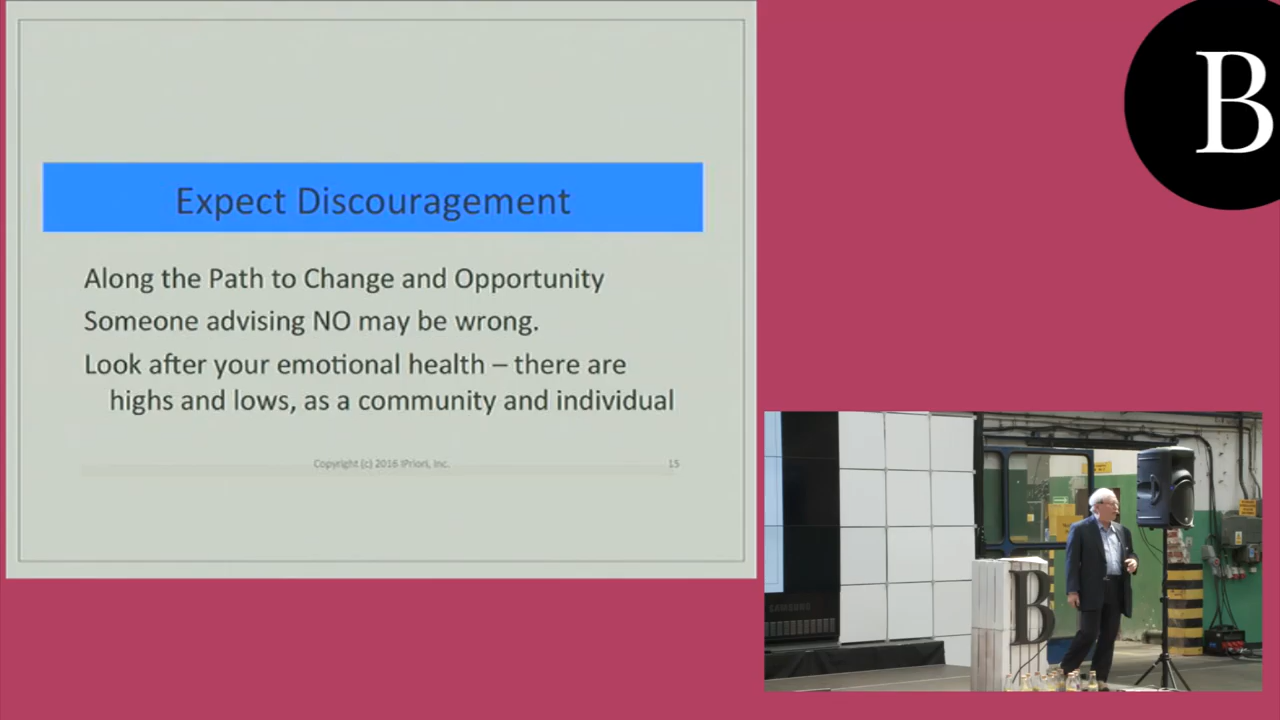 Expect Discouragement
Along the Path to Change and Opportunity
Someone advising NO may be wrong.
Look after your emotional health – there are
highs and lows, as a community and individual
Copyright (c) 2016 IPriori, Inc.
15
B
SAMSUNG
B